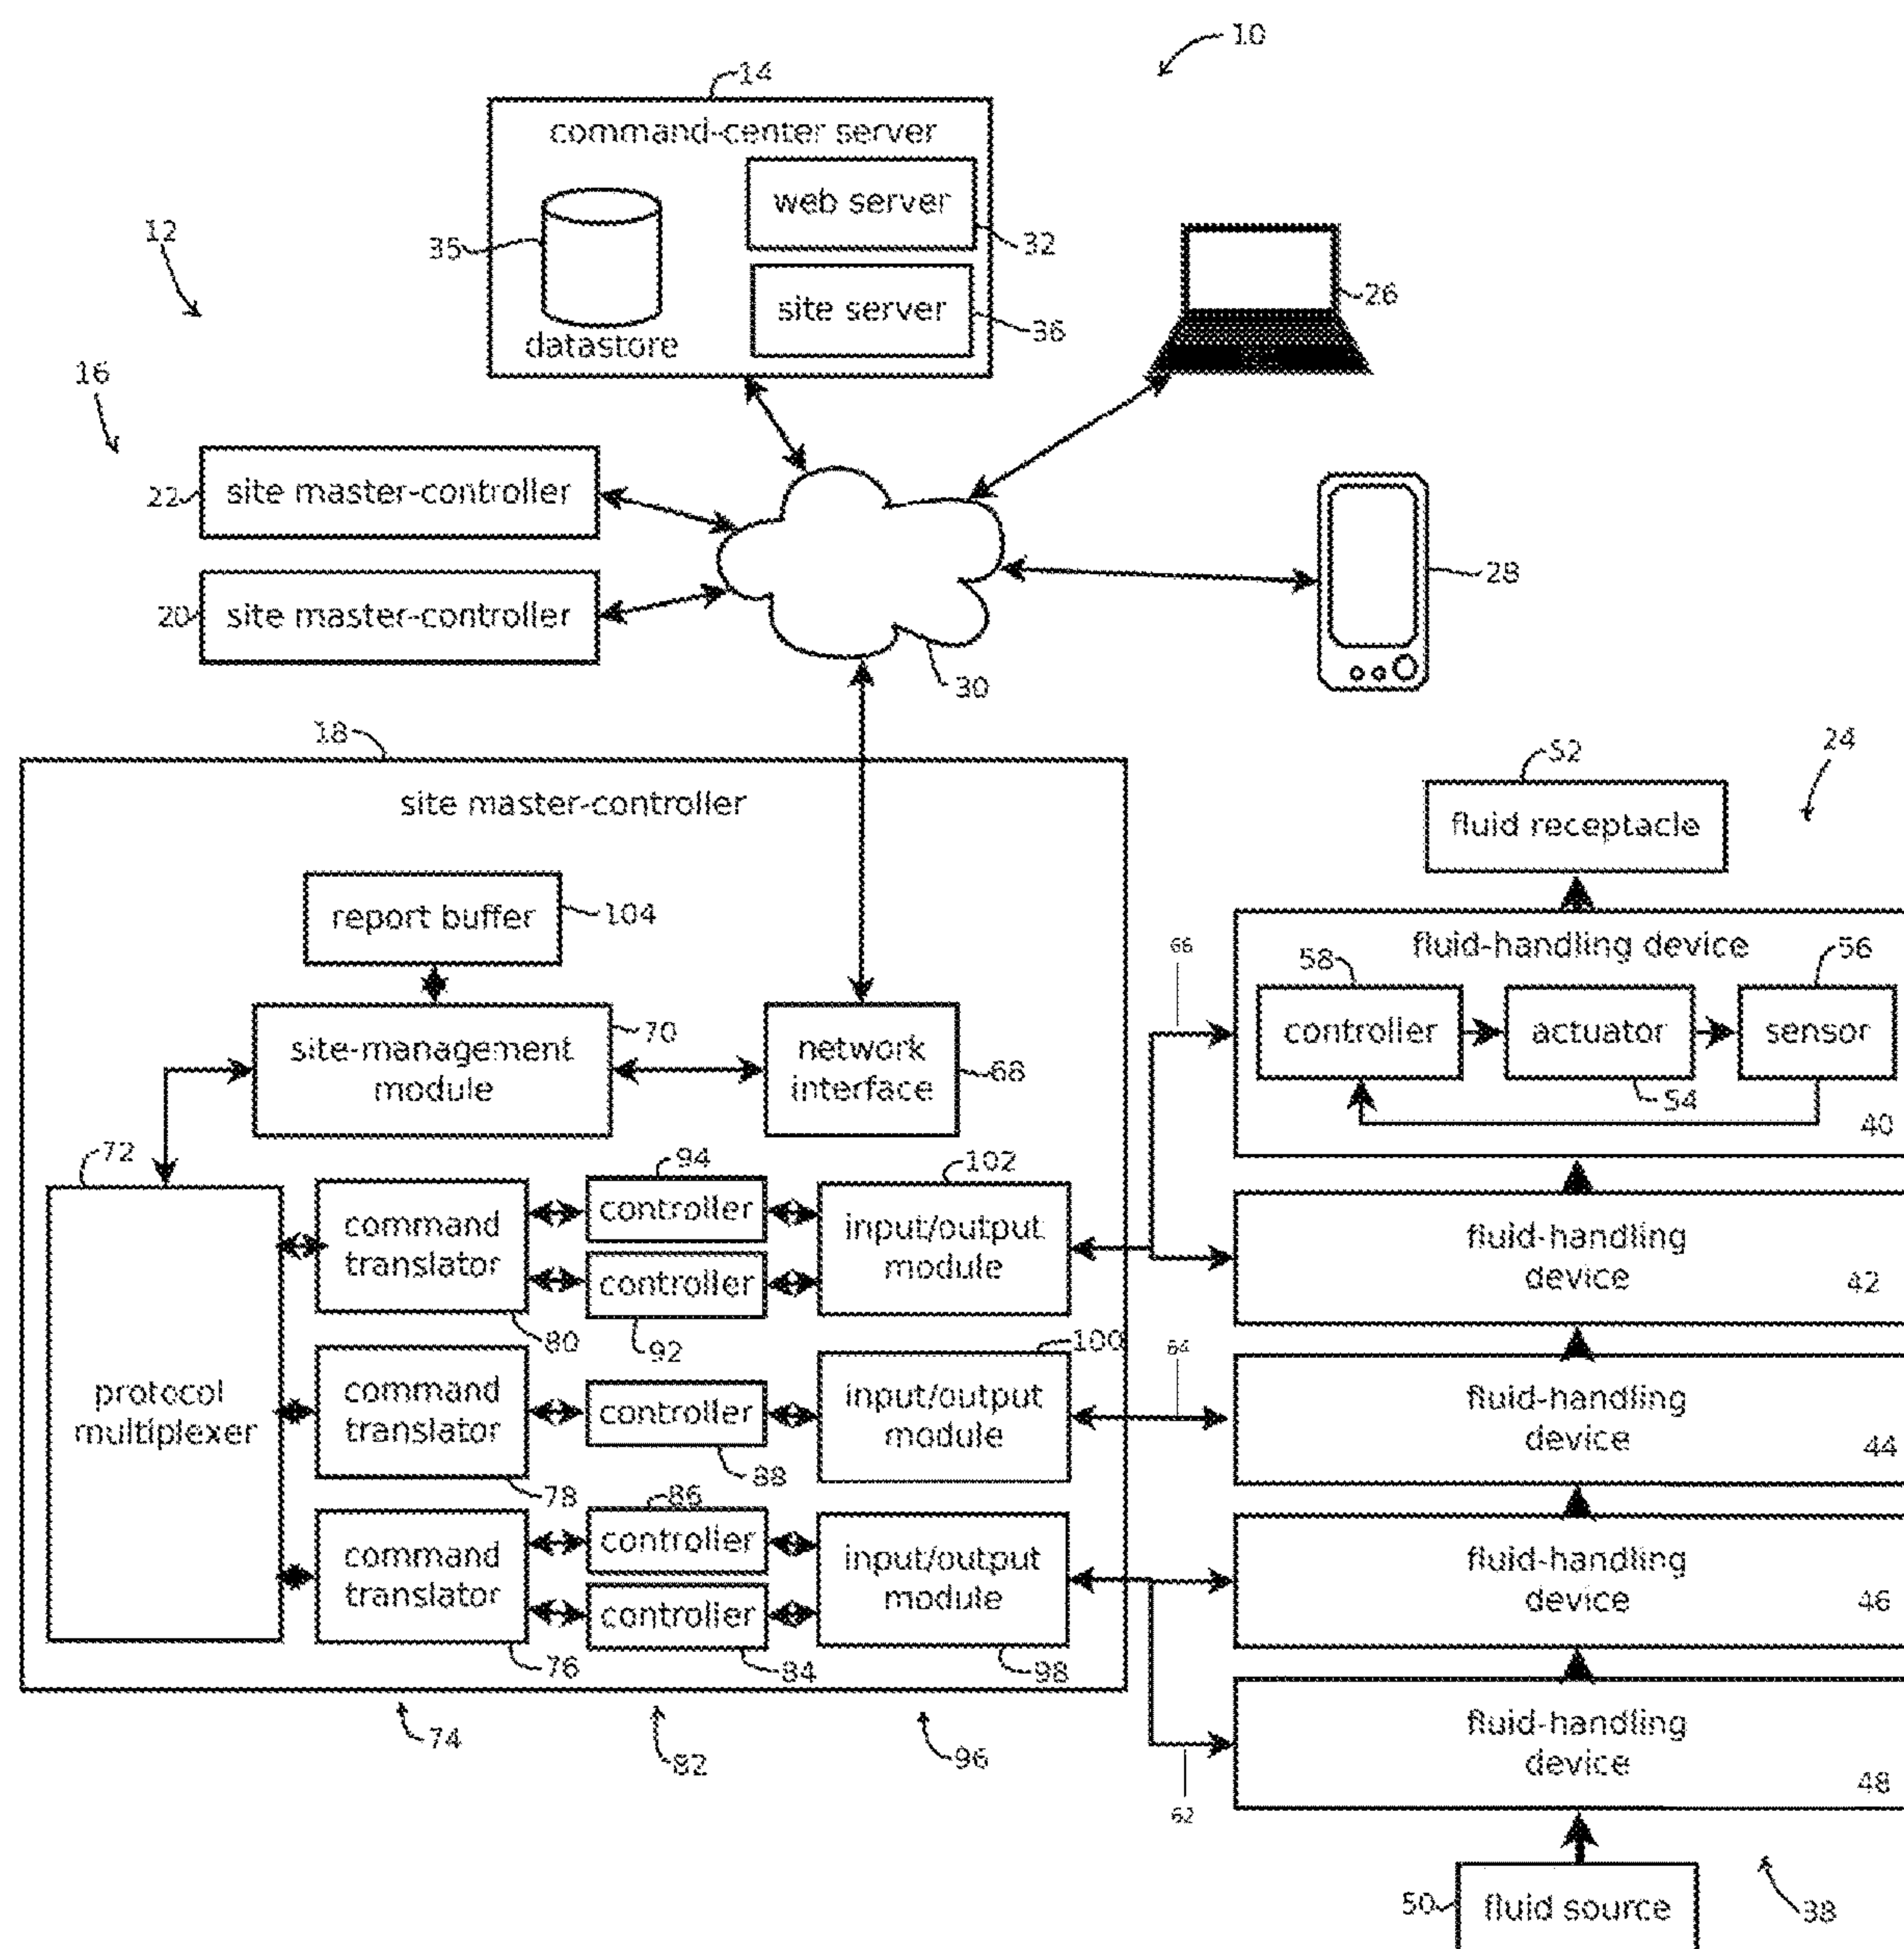 10
14
command-center server
web server
32
12
35
site server
36
datastore
26
16
22
site master-controller
28
20
site master-controller
30
18
site master-controller
52
24
fluid receptacle
report buffer
104
66
fluid-handling device
58
56
controller
actuator
sensor
54
40
site-management
module
70
network
interface
68
72
94
102
command
translator
controller
input/output
module
fluid-handling
device
42
controller
80
92
100
64
protocol
multiplexer
command
translator
controller
input/output
module
fluid-handling
device
44
78
88
86
command
translator
controller
input/output
module
fluid-handling
device
46
controller
76
84
98
fluid-handling
device
48
74
82
96
62
50
fluid source
38